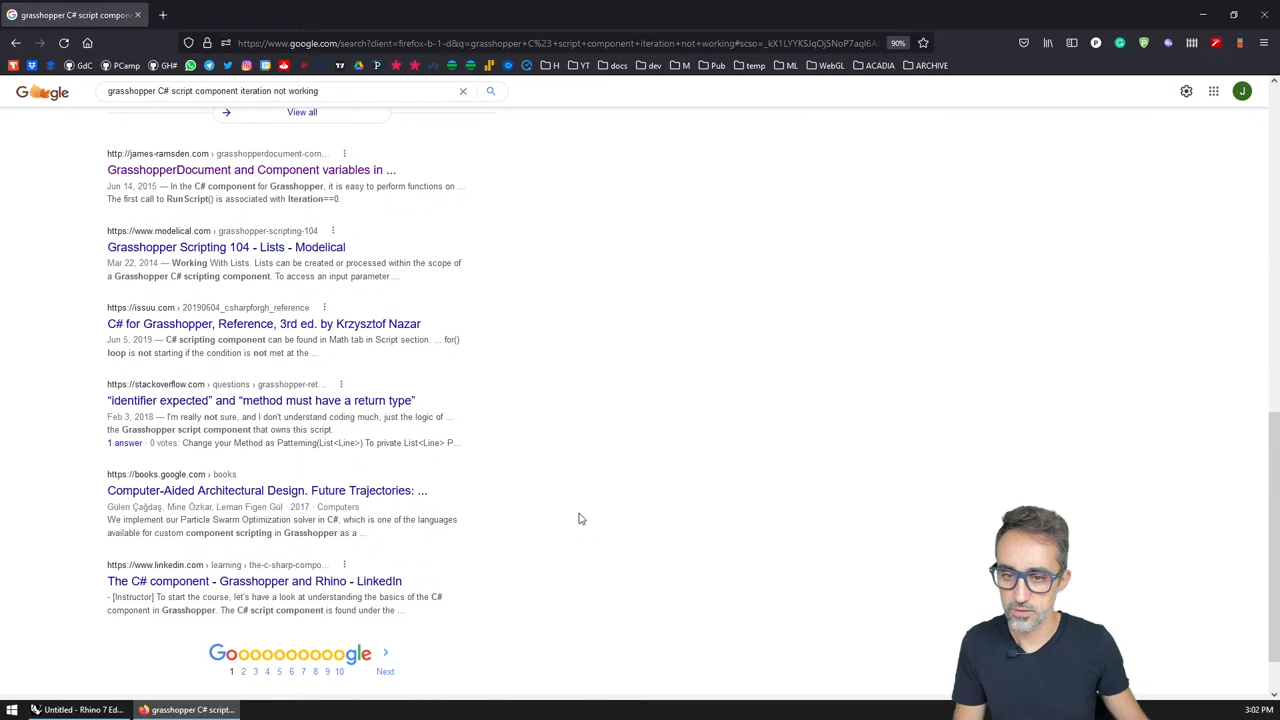 grasshopper C# script compon
https://www.google.com/search?client=firefox-b-1-d&q=grasshopper+C%23+script+component+iteration+not+working#scso=
90%
GdC
PCamp
GH*
H
YT
docs
dev
M
Pub
temp
ML
WebGL
ACADIA
ARCHIVE
Google
grasshopper C# script component iteration not working
J
View all
http://james-ramsden.com › grasshopperdocument-com...
GrasshopperDocument and Component variables in ...
Jun 14, 2015 — In the C# component for Grasshopper, it is easy to perform functions on ...
The first call to RunScript() is associated with Iteration==0.
https://www.modelical.com › grasshopper-scripting-104
Grasshopper Scripting 104 - Lists - Modelical
Mar 22, 2014 — Working With Lists. Lists can be created or processed within the scope of
a Grasshopper C# scripting component. To access an input parameter ...
https://issuu.com › 20190604_csharpforgh_reference
C# for Grasshopper, Reference, 3rd ed. by Krzysztof Nazar
Jun 5, 2019 — C# scripting component can be found in Math tab in Script section. ... for()
loop is not starting if the condition is not met at the ...
https://stackoverflow.com › questions › grasshopper-ret...
“identifier expected” and “method must have a return type”
Feb 3, 2018 — I'm really not sure, and I don't understand coding much, just the logic of ...
the Grasshopper script component that owns this script.
1 answer · 0 votes: Change your Method as Patterning(List<Line>) To private List<Line> P...
https://books.google.com › books
Computer-Aided Architectural Design. Future Trajectories: ...
Gülen Çağdaş, Mine Özkar, Leman Figen Gül · 2017 · Computers
We implement our Particle Swarm Optimization solver in C#, which is one of the languages
available for custom component scripting in Grasshopper as a ...
https://www.linkedin.com › learning › the-c-sharp-compo...
The C# component - Grasshopper and Rhino - LinkedIn
- [Instructor] To start the course, let's have a look at understanding the basics of the C#
component in Grasshopper. The C# script component is found under the ...
Goooooooooogle
1 2 3 4 5 6 7 8 9 10 Next
Untitled - Rhino 7 Ed...
grasshopper C# script...
3:02 PM